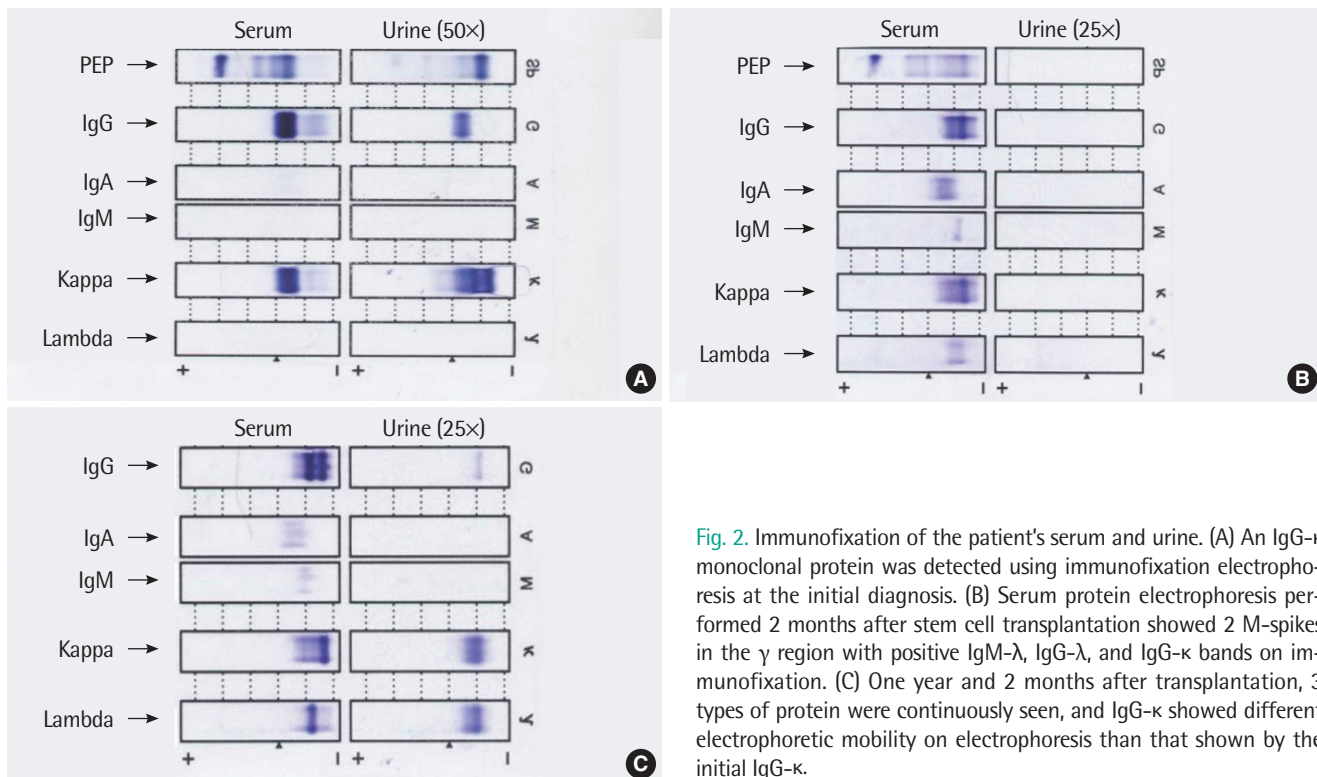 Serum Urine (50×)
PEP SP
IgG G
IgA A
IgM M
Kappa κ
Lambda λ
+ − + −
A
Serum Urine (25×)
PEP SP
IgG G
IgA A
IgM M
Kappa κ
Lambda λ
+ − + −
B
Serum Urine (25×)
IgG G
IgA A
IgM M
Kappa κ
Lambda λ
+ − + −
C
Fig. 2. Immunofixation of the patient's serum and urine. (A) An IgG-κ
monoclonal protein was detected using immunofixation electropho-
resis at the initial diagnosis. (B) Serum protein electrophoresis per-
formed 2 months after stem cell transplantation showed 2 M-spikes
in the γ region with positive IgM-λ, IgG-λ, and IgG-κ bands on im-
munofixation. (C) One year and 2 months after transplantation, 3
types of protein were continuously seen, and IgG-κ showed different
electrophoretic mobility on electrophoresis than that shown by the
initial IgG-κ.